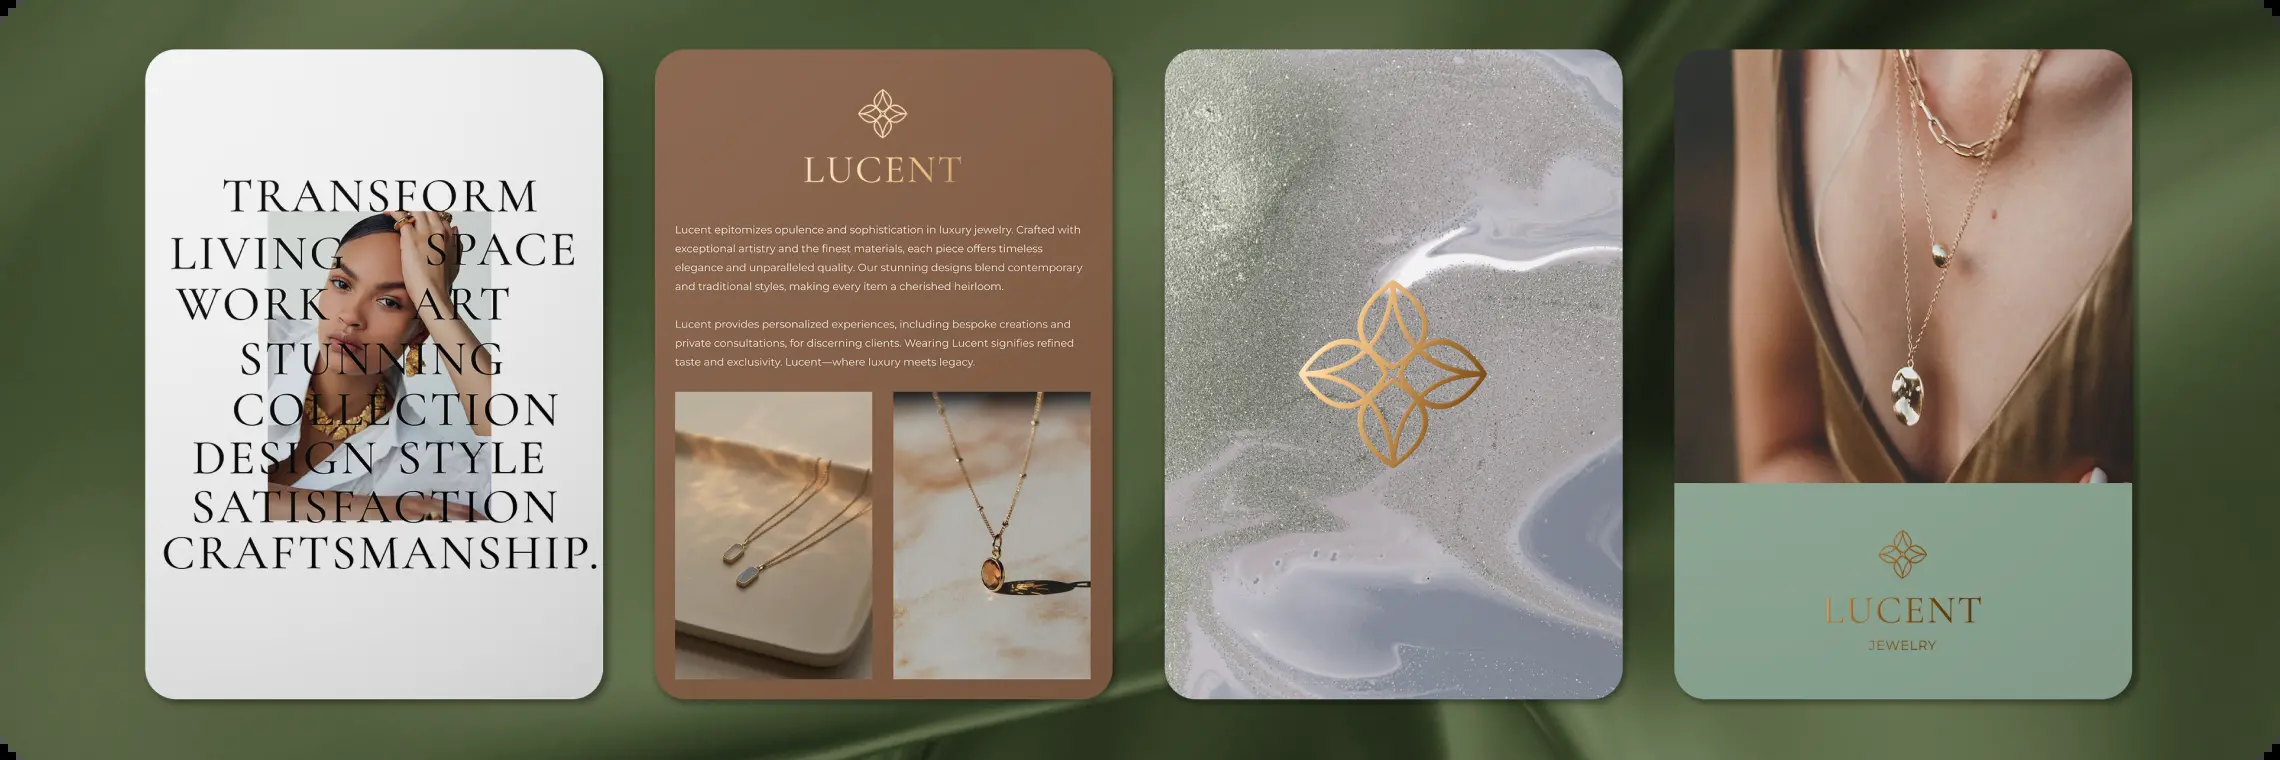 TRANSFORM
LIVING SPACE
WORK ART
STUNNING
COLLECTION
DESIGN STYLE
SATISFACTION
CRAFTSMANSHIP.
LUCENT
Lucent epitomizes opulence and sophistication in luxury jewelry. Crafted with
exceptional artistry and the finest materials, each piece offers timeless
elegance and unparalleled quality. Our stunning designs blend contemporary
and traditional styles, making every item a cherished heirloom.
Lucent provides personalized experiences, including bespoke creations and
private consultations, for discerning clients. Wearing Lucent signifies refined
taste and exclusivity. Lucent—where luxury meets legacy.
LUCENT
JEWELRY